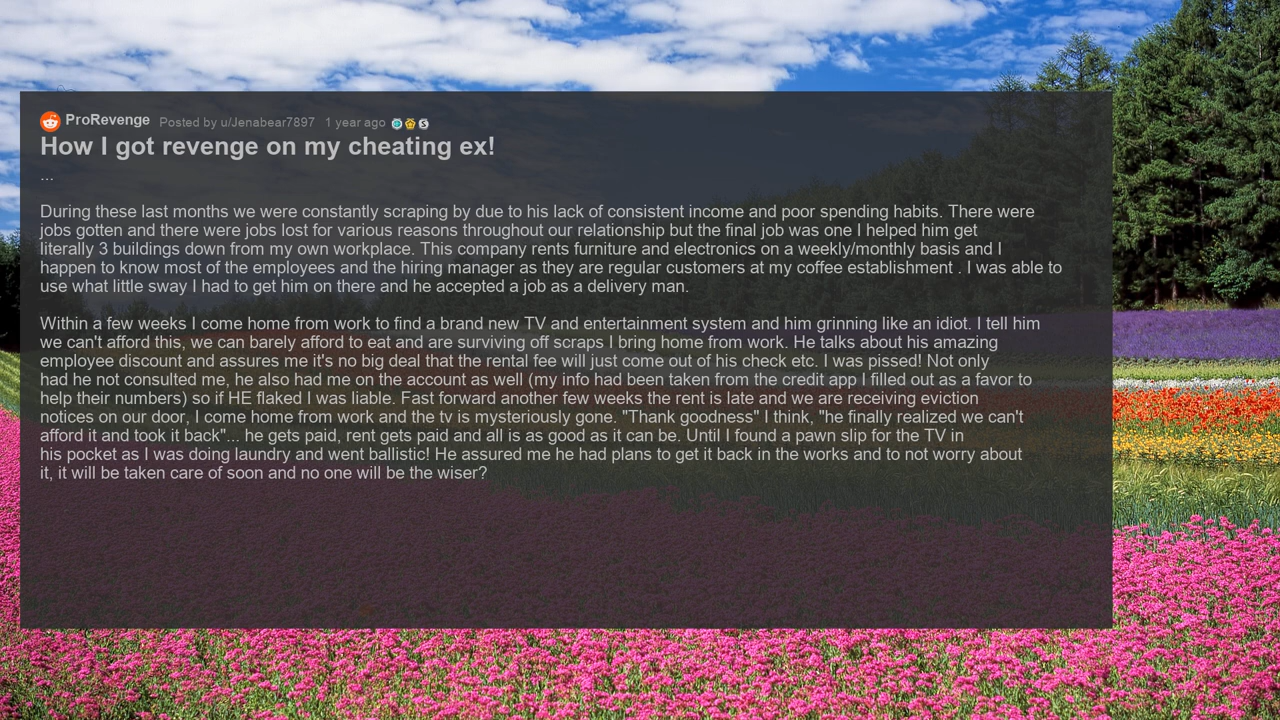 ProRevenge Posted by u/Jenabear7897 1 year ago
How I got revenge on my cheating ex!
...
During these last months we were constantly scraping by due to his lack of consistent income and poor spending habits. There were
jobs gotten and there were jobs lost for various reasons throughout our relationship but the final job was one I helped him get
literally 3 buildings down from my own workplace. This company rents furniture and electronics on a weekly/monthly basis and I
happen to know most of the employees and the hiring manager as they are regular customers at my coffee establishment . I was able to
use what little sway I had to get him on there and he accepted a job as a delivery man.
Within a few weeks I come home from work to find a brand new TV and entertainment system and him grinning like an idiot. I tell him
we can't afford this, we can barely afford to eat and are surviving off scraps I bring home from work. He talks about his amazing
employee discount and assures me it's no big deal that the rental fee will just come out of his check etc. I was pissed! Not only
had he not consulted me, he also had me on the account as well (my info had been taken from the credit app I filled out as a favor to
help their numbers) so if HE flaked I was liable. Fast forward another few weeks the rent is late and we are receiving eviction
notices on our door, I come home from work and the tv is mysteriously gone. "Thank goodness" I think, "he finally realized we can't
afford it and took it back"... he gets paid, rent gets paid and all is as good as it can be. Until I found a pawn slip for the TV in
his pocket as I was doing laundry and went ballistic! He assured me he had plans to get it back in the works and to not worry about
it, it will be taken care of soon and no one will be the wiser?